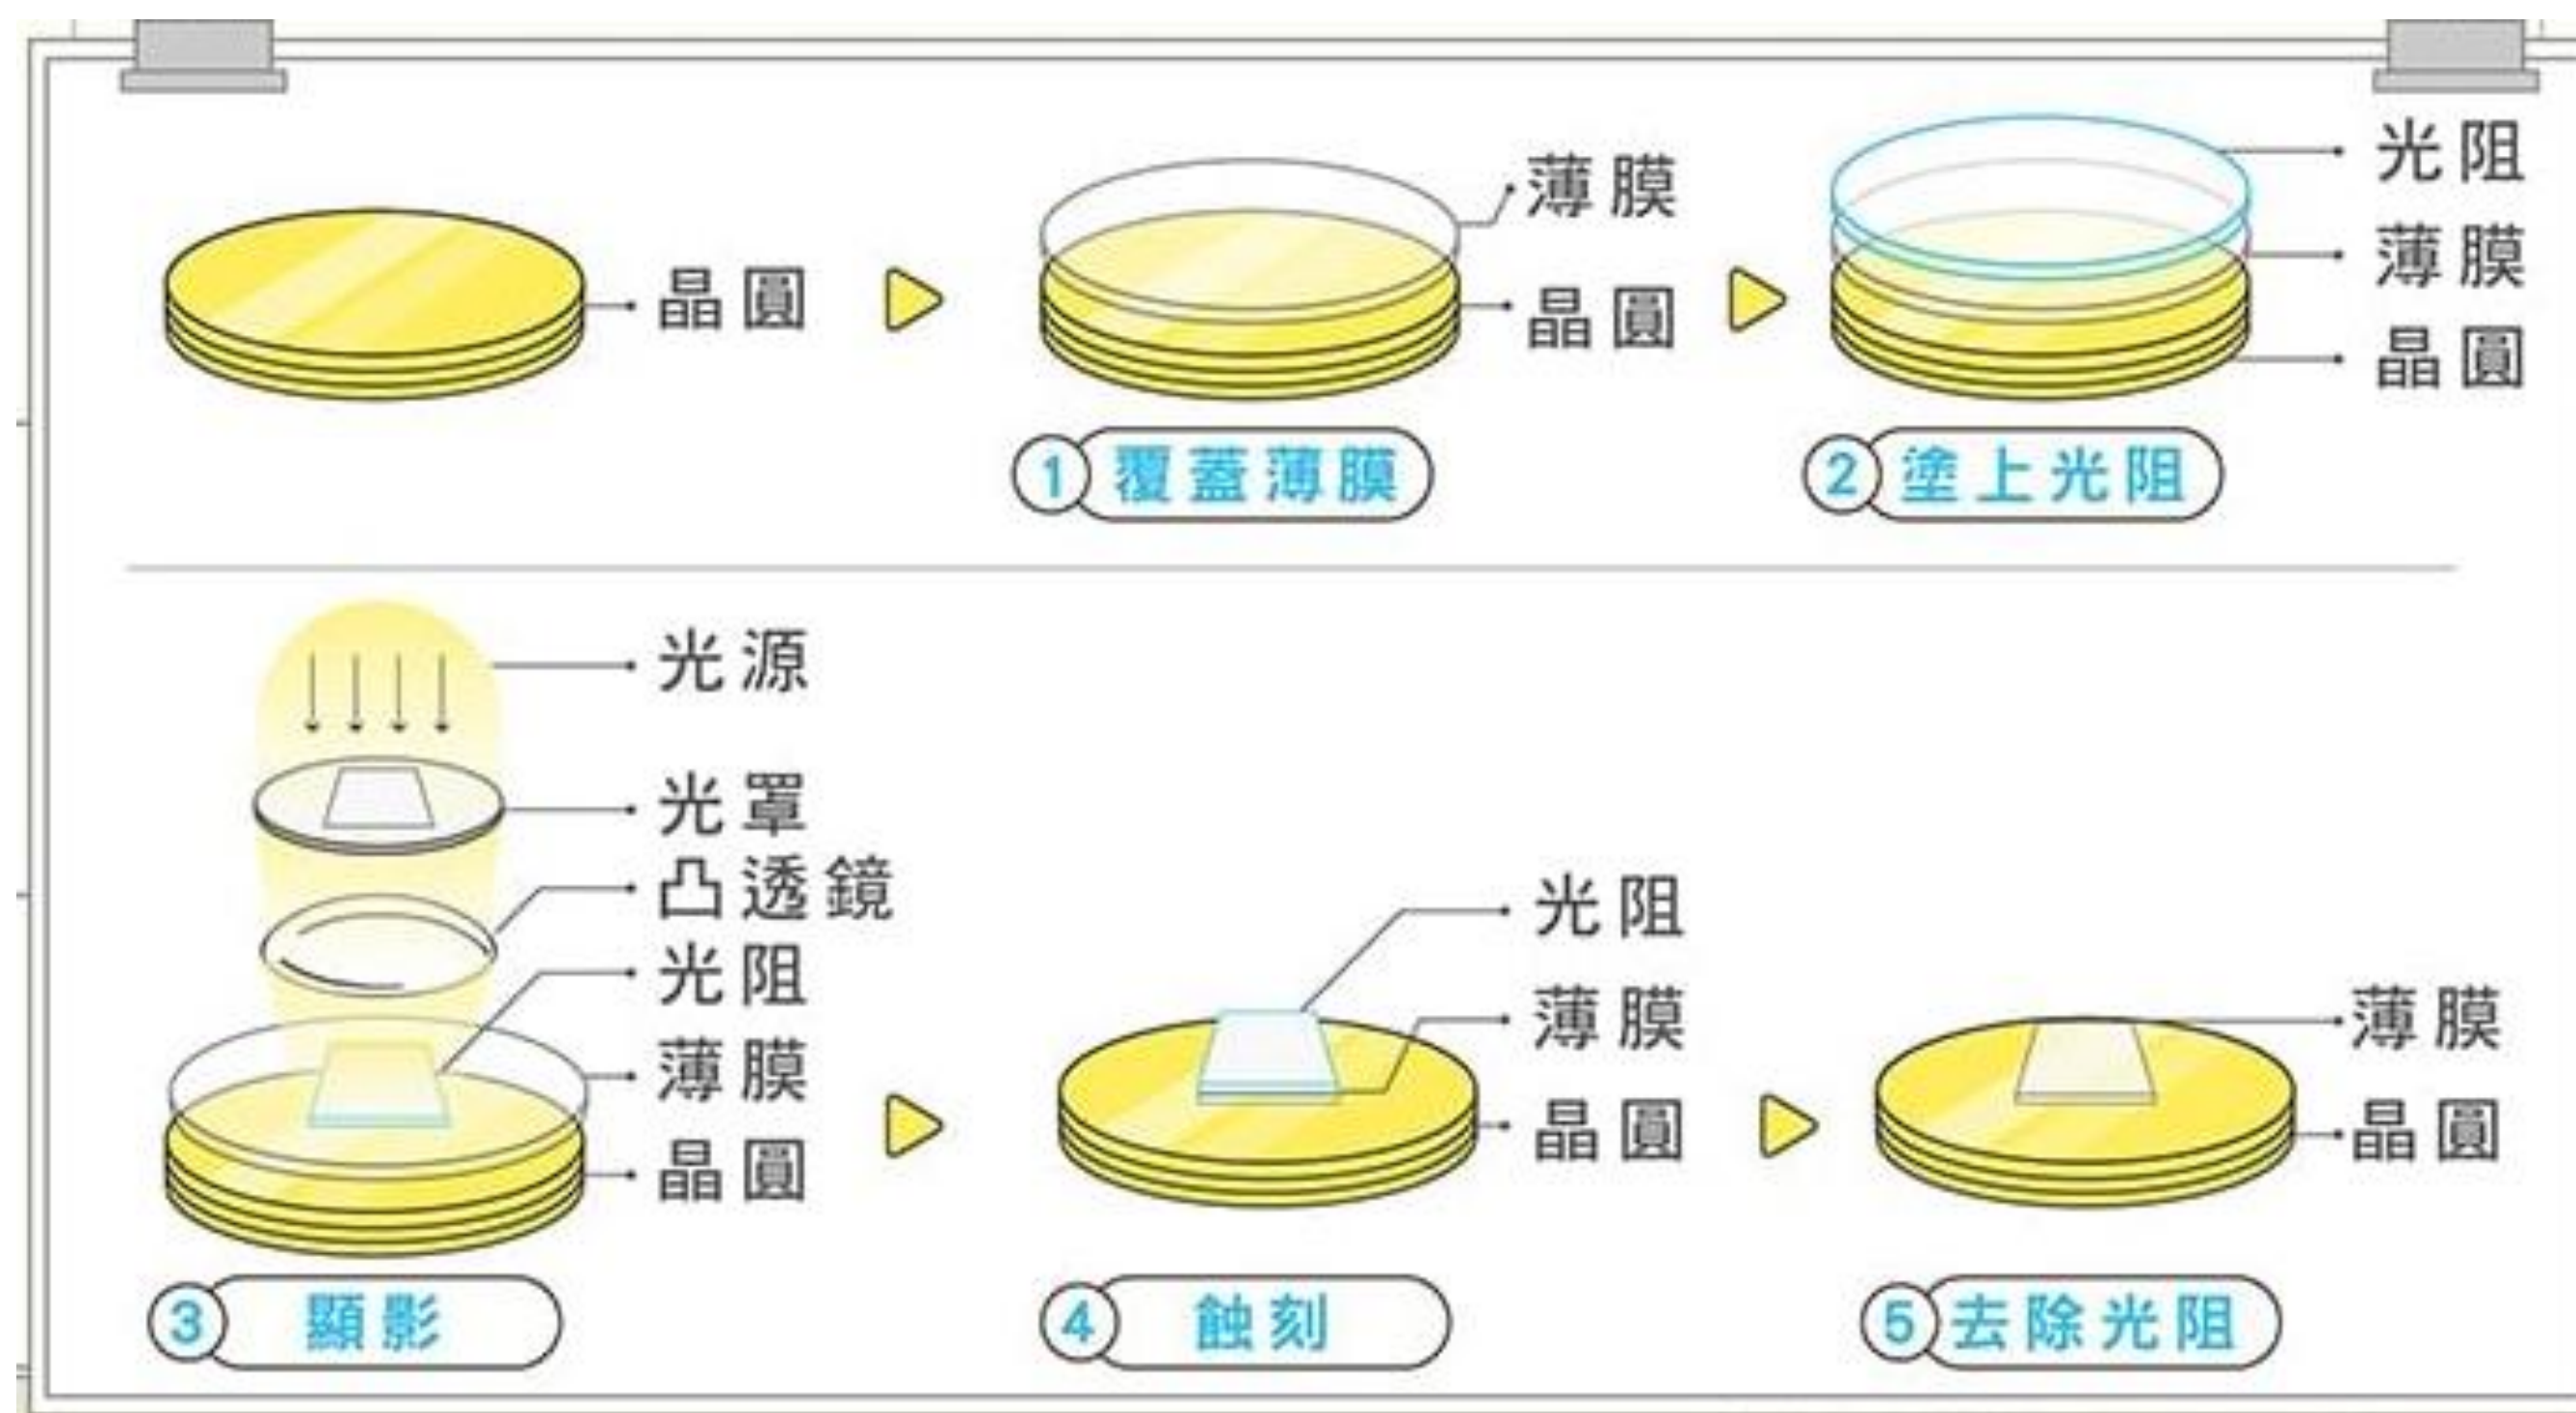 晶圓
薄膜
晶圓
① 覆蓋薄膜
光阻
薄膜
晶圓
② 塗上光阻
光源
光罩
凸透鏡
光阻
薄膜
晶圓
③ 顯影
光阻
薄膜
晶圓
④ 蝕刻
薄膜
晶圓
⑤ 去除光阻